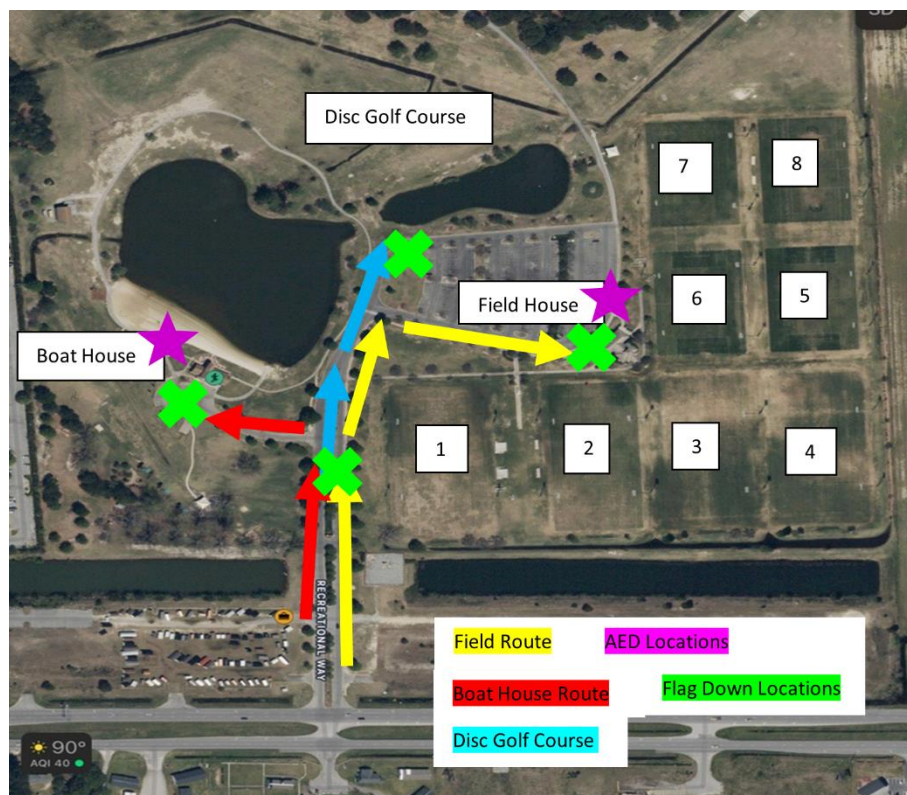 3D
Disc Golf Course
7
8
Field House
6
5
Boat House
1
2
3
4
RECREATIONAL WAY
Field Route
AED Locations
Boat House Route
Flag Down Locations
Disc Golf Course
90°
AQI 40